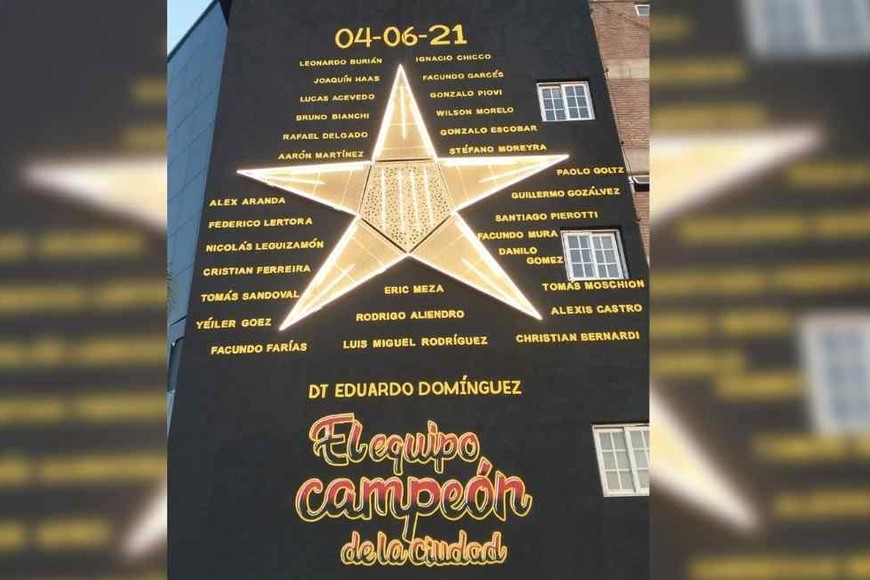 04-06-21
LEONARDO BURIÁN IGNACIO CHICCO
JOAQUÍN HAAS FACUNDO GARCÉS
LUCAS ACEVEDO GONZALO PIOVI
BRUNO BIANCHI WILSON MORELO
RAFAEL DELGADO GONZALO ESCOBAR
AARÓN MARTÍNEZ STÉFANO MOREYRA
PAOLO GOLTZ
ALEX ARANDA GUILLERMO GOZÁLVEZ
FEDERICO LERTORA SANTIAGO PIEROTTI
NICOLÁS LEGUIZAMÓN FACUNDO MURA
DANILO
GOMEZ
CRISTIAN FERREIRA
TOMÁS SANDOVAL ERIC MEZA TOMÁS MOSCHION
YÉILER GOEZ RODRIGO ALIENDRO ALEXIS CASTRO
FACUNDO FARÍAS LUIS MIGUEL RODRÍGUEZ CHRISTIAN BERNARDI
DT EDUARDO DOMÍNGUEZ
El equipo
campeón
de la ciudad